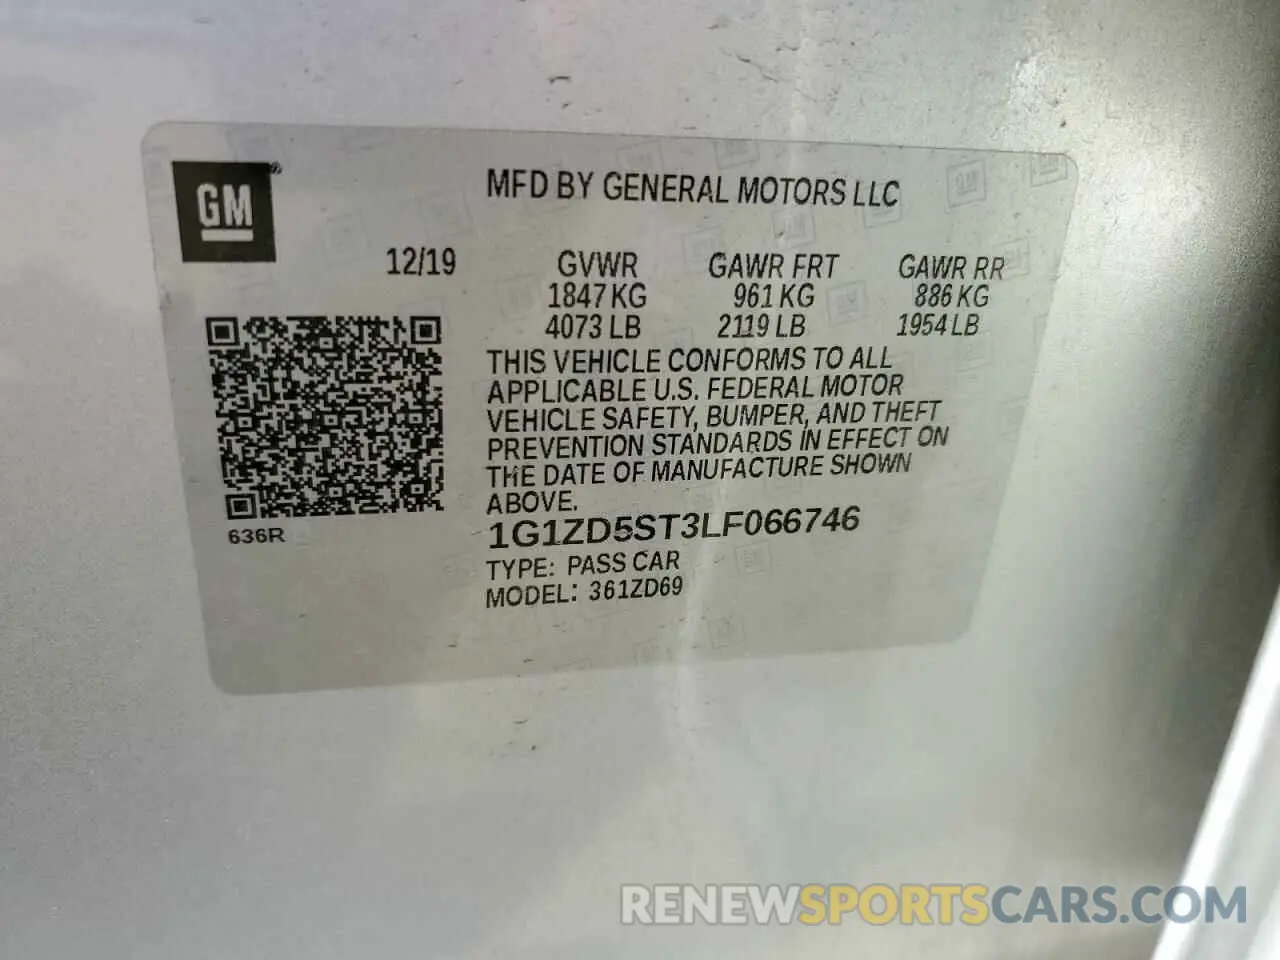 GM®
MFD BY GENERAL MOTORS LLC
12/19 GVWR GAWR FRT GAWR RR
1847 KG 961 KG 886 KG
4073 LB 2119 LB 1954 LB
THIS VEHICLE CONFORMS TO ALL
APPLICABLE U.S. FEDERAL MOTOR
VEHICLE SAFETY, BUMPER, AND THEFT
PREVENTION STANDARDS IN EFFECT ON
THE DATE OF MANUFACTURE SHOWN
ABOVE.
636R
1G1ZD5ST3LF066746
TYPE: PASS CAR
MODEL: 361ZD69
RENEWSPORTSCARS.COM